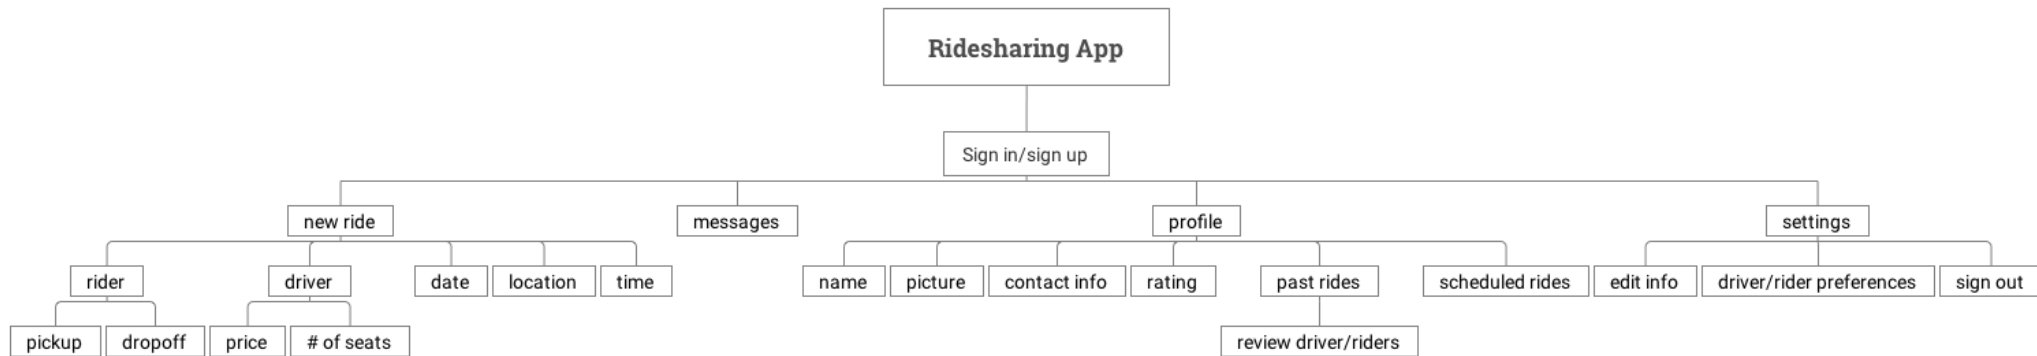 Ridesharing App
Sign in/sign up
new ride
messages
profile
settings
rider
driver
date
location
time
name
picture
contact info
rating
past rides
scheduled rides
edit info
driver/rider preferences
sign out
pickup
dropoff
price
# of seats
review driver/riders